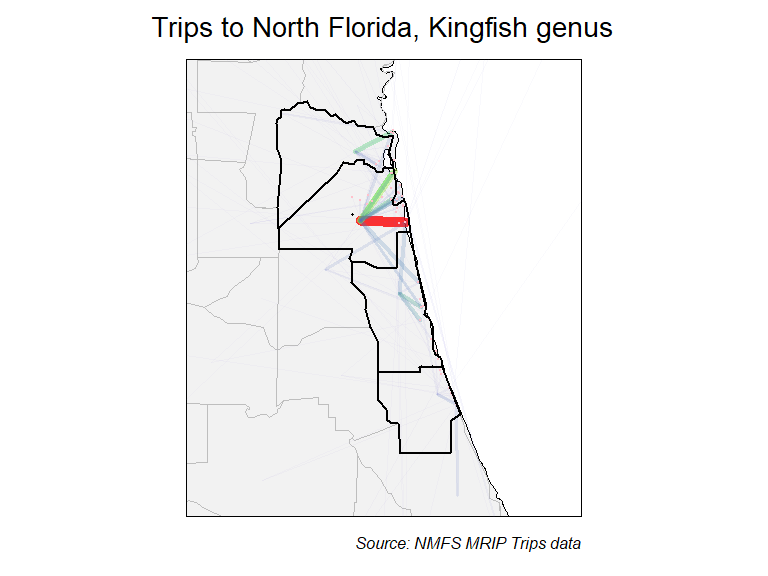 Trips to North Florida, Kingfish genus
Source: NMFS MRIP Trips data